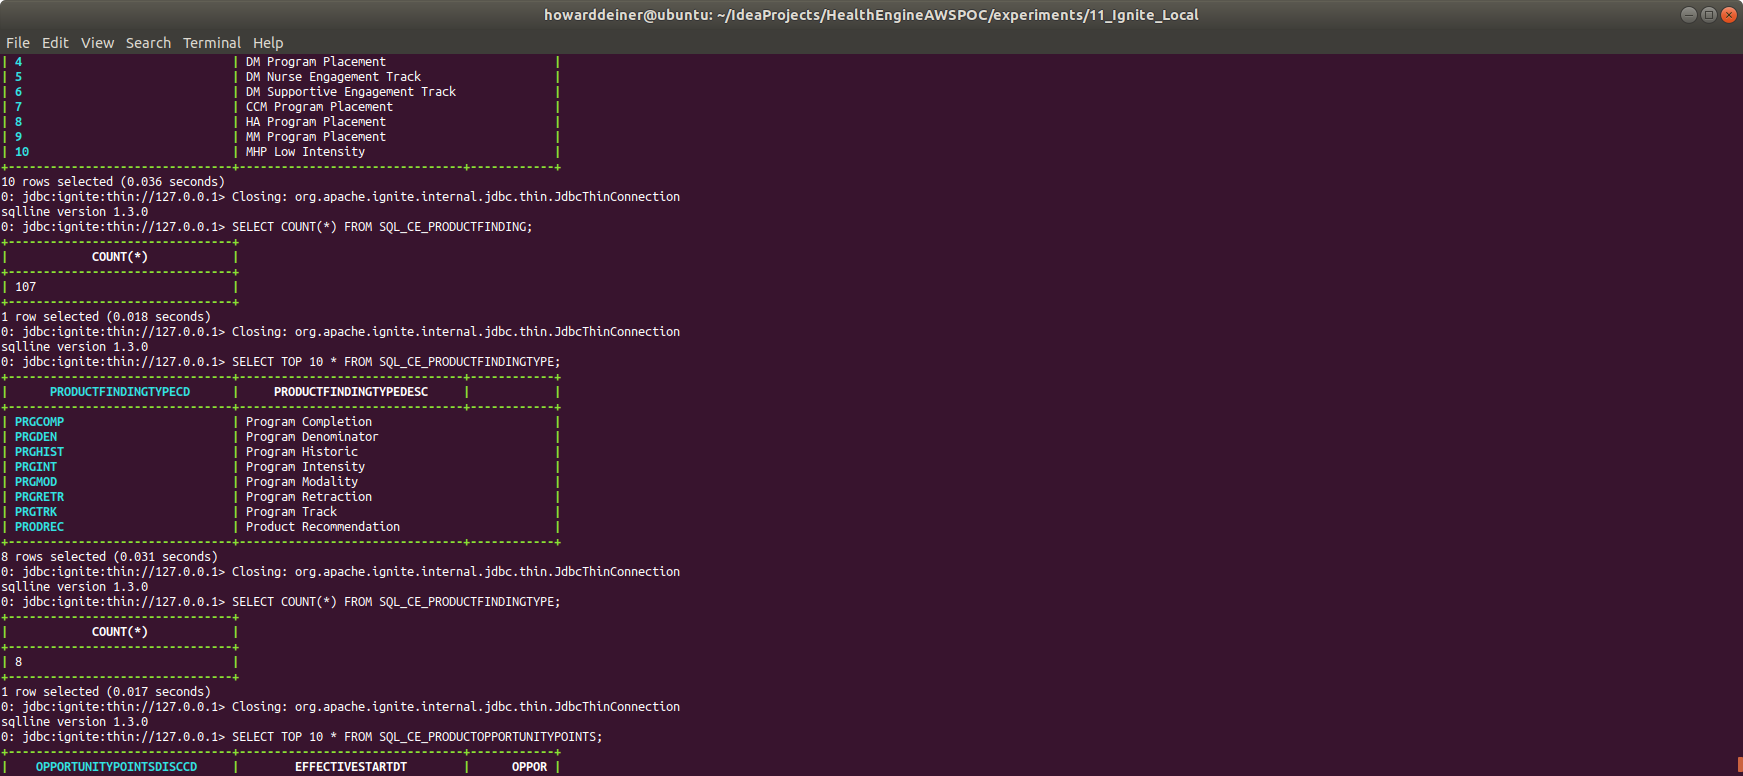 howarddeiner@ubuntu: ~/IdeaProjects/HealthEngineAWSPOC/experiments/11_Ignite_Local
File Edit View Search Terminal Help
| 4 | DM Program Placement |
| 5 | DM Nurse Engagement Track |
| 6 | DM Supportive Engagement Track |
| 7 | CCM Program Placement |
| 8 | HA Program Placement |
| 9 | MM Program Placement |
| 10 | MHP Low Intensity |
+--------------------------------+--------------------------------+------------+
10 rows selected (0.036 seconds)
0: jdbc:ignite:thin://127.0.0.1> Closing: org.apache.ignite.internal.jdbc.thin.JdbcThinConnection
sqlline version 1.3.0
0: jdbc:ignite:thin://127.0.0.1> SELECT COUNT(*) FROM SQL_CE_PRODUCTFINDING;
+--------------------------------+
| COUNT(*) |
+--------------------------------+
| 107 |
+--------------------------------+
1 row selected (0.018 seconds)
0: jdbc:ignite:thin://127.0.0.1> Closing: org.apache.ignite.internal.jdbc.thin.JdbcThinConnection
sqlline version 1.3.0
0: jdbc:ignite:thin://127.0.0.1> SELECT TOP 10 * FROM SQL_CE_PRODUCTFINDINGTYPE;
+--------------------------------+--------------------------------+------------+
| PRODUCTFINDINGTYPECD | PRODUCTFINDINGTYPEDESC | |
+--------------------------------+--------------------------------+------------+
| PRGCOMP | Program Completion |
| PRGDEN | Program Denominator |
| PRGHIST | Program Historic |
| PRGINT | Program Intensity |
| PRGMOD | Program Modality |
| PRGRETR | Program Retraction |
| PRGTRK | Program Track |
| PRODREC | Product Recommendation |
+--------------------------------+--------------------------------+------------+
8 rows selected (0.031 seconds)
0: jdbc:ignite:thin://127.0.0.1> Closing: org.apache.ignite.internal.jdbc.thin.JdbcThinConnection
sqlline version 1.3.0
0: jdbc:ignite:thin://127.0.0.1> SELECT COUNT(*) FROM SQL_CE_PRODUCTFINDINGTYPE;
+--------------------------------+
| COUNT(*) |
+--------------------------------+
| 8 |
+--------------------------------+
1 row selected (0.017 seconds)
0: jdbc:ignite:thin://127.0.0.1> Closing: org.apache.ignite.internal.jdbc.thin.JdbcThinConnection
sqlline version 1.3.0
0: jdbc:ignite:thin://127.0.0.1> SELECT TOP 10 * FROM SQL_CE_PRODUCTOPPORTUNITYPOINTS;
+--------------------------------+--------------------------------+------------+
| OPPORTUNITYPOINTSDISCCD | EFFECTIVESTARTDT | OPPOR |